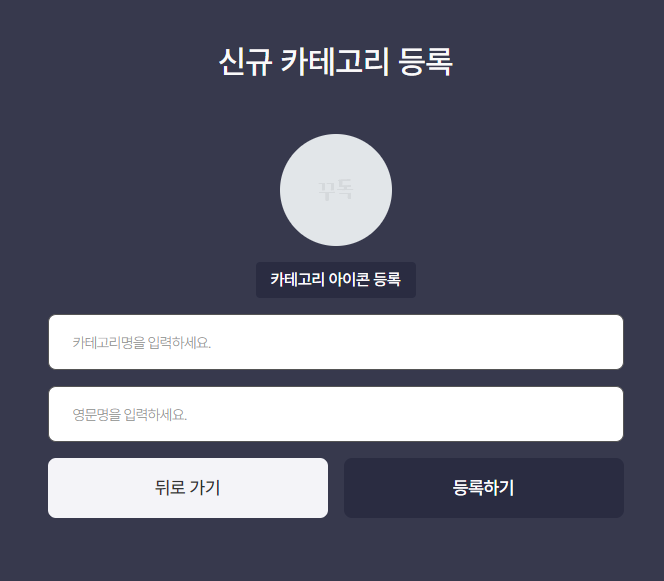 신규 카테고리 등록
꾸독
카테고리 아이콘 등록
카테고리명을 입력하세요.
영문명을 입력하세요.
뒤로 가기
등록하기